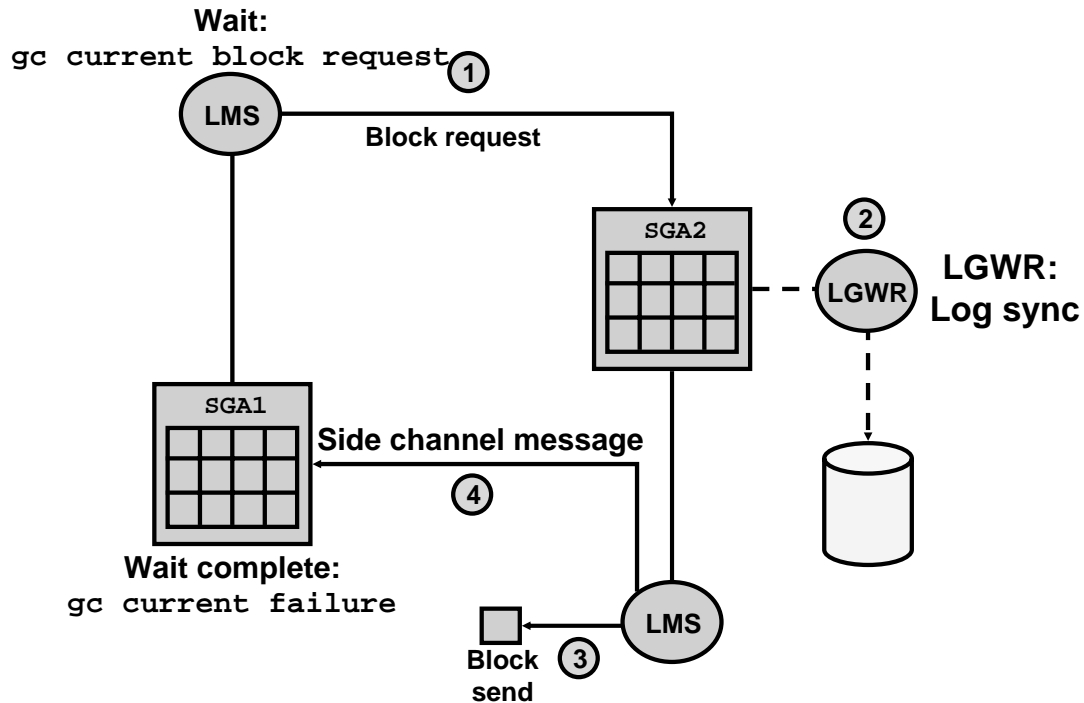 Wait:
gc current block request
1
LMS
Block request
SGA2
2
LGWR
LGWR:
Log sync
SGA1
Side channel message
4
Wait complete:
gc current failure
LMS
3
Block
send